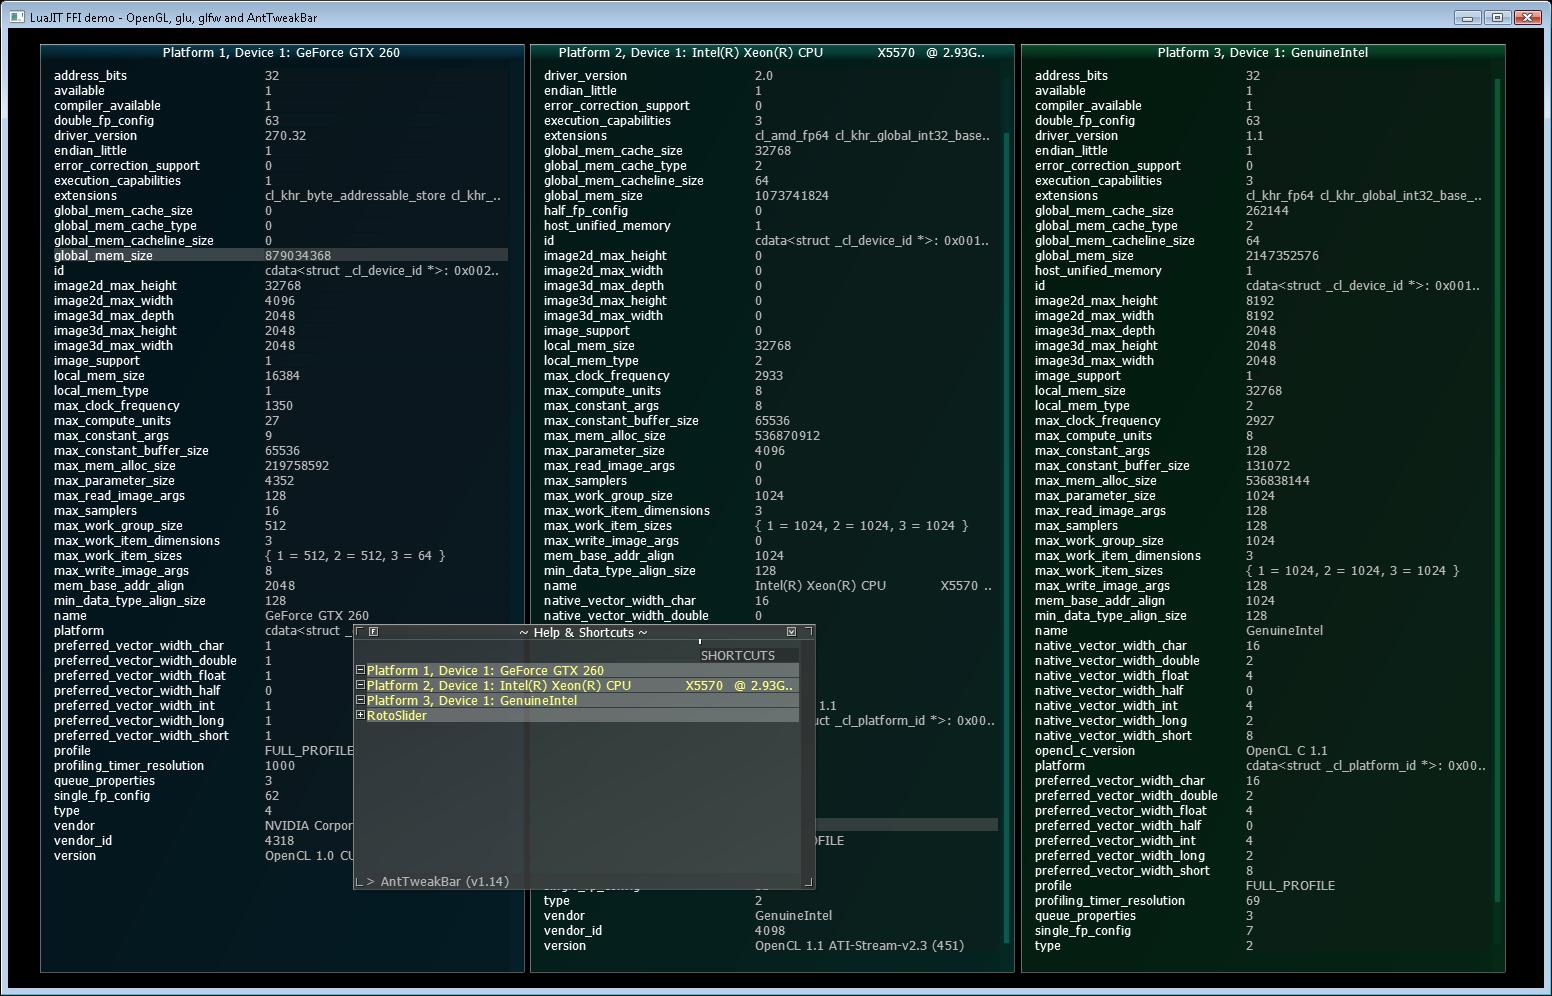 LuaJIT FFI demo - OpenGL, glu, glfw and AntTweakBar
Platform 1, Device 1: GeForce GTX 260
address_bits 32
available 1
compiler_available 1
double_fp_config 63
driver_version 270.32
endian_little 1
error_correction_support 0
execution_capabilities 1
extensions cl_khr_byte_addressable_store cl_khr_..
global_mem_cache_size 0
global_mem_cache_type 0
global_mem_cacheline_size 0
global_mem_size 879034368
id cdata<struct _cl_device_id *>: 0x002..
image2d_max_height 32768
image2d_max_width 4096
image3d_max_depth 2048
image3d_max_height 2048
image3d_max_width 2048
image_support 1
local_mem_size 16384
local_mem_type 1
max_clock_frequency 1350
max_compute_units 27
max_constant_args 9
max_constant_buffer_size 65536
max_mem_alloc_size 219758592
max_parameter_size 4352
max_read_image_args 128
max_samplers 16
max_work_group_size 512
max_work_item_dimensions 3
max_work_item_sizes { 1 = 512, 2 = 512, 3 = 64 }
max_write_image_args 8
mem_base_addr_align 2048
min_data_type_align_size 128
name GeForce GTX 260
platform cdata<struct _
preferred_vector_width_char 1
preferred_vector_width_double 1
preferred_vector_width_float 1
preferred_vector_width_half 0
preferred_vector_width_int 1
preferred_vector_width_long 1
preferred_vector_width_short 1
profile FULL_PROFILE
profiling_timer_resolution 1000
queue_properties 3
single_fp_config 62
type 4
vendor NVIDIA Corpor
vendor_id 4318
version OpenCL 1.0 CU
Platform 2, Device 1: Intel(R) Xeon(R) CPU X5570 @ 2.93G..
driver_version 2.0
endian_little 1
error_correction_support 0
execution_capabilities 3
extensions cl_amd_fp64 cl_khr_global_int32_base..
global_mem_cache_size 32768
global_mem_cache_type 2
global_mem_cacheline_size 64
global_mem_size 1073741824
half_fp_config 0
host_unified_memory 1
id cdata<struct _cl_device_id *>: 0x001..
image2d_max_height 0
image2d_max_width 0
image3d_max_depth 0
image3d_max_height 0
image3d_max_width 0
image_support 0
local_mem_size 32768
local_mem_type 2
max_clock_frequency 2933
max_compute_units 8
max_constant_args 8
max_constant_buffer_size 65536
max_mem_alloc_size 536870912
max_parameter_size 4096
max_read_image_args 0
max_samplers 0
max_work_group_size 1024
max_work_item_dimensions 3
max_work_item_sizes { 1 = 1024, 2 = 1024, 3 = 1024 }
max_write_image_args 0
mem_base_addr_align 1024
min_data_type_align_size 128
name Intel(R) Xeon(R) CPU X5570 ..
native_vector_width_char 16
native_vector_width_double 0
1.1
uct _cl_platform_id *>: 0x00..
OFILE
type 2
vendor GenuineIntel
vendor_id 4098
version OpenCL 1.1 ATI-Stream-v2.3 (451)
Platform 3, Device 1: GenuineIntel
address_bits 32
available 1
compiler_available 1
double_fp_config 63
driver_version 1.1
endian_little 1
error_correction_support 0
execution_capabilities 3
extensions cl_khr_fp64 cl_khr_global_int32_base_..
global_mem_cache_size 262144
global_mem_cache_type 2
global_mem_cacheline_size 64
global_mem_size 2147352576
host_unified_memory 1
id cdata<struct _cl_device_id *>: 0x001..
image2d_max_height 8192
image2d_max_width 8192
image3d_max_depth 2048
image3d_max_height 2048
image3d_max_width 2048
image_support 1
local_mem_size 32768
local_mem_type 2
max_clock_frequency 2927
max_compute_units 8
max_constant_args 128
max_constant_buffer_size 131072
max_mem_alloc_size 536838144
max_parameter_size 1024
max_read_image_args 128
max_samplers 128
max_work_group_size 1024
max_work_item_dimensions 3
max_work_item_sizes { 1 = 1024, 2 = 1024, 3 = 1024 }
max_write_image_args 128
mem_base_addr_align 1024
min_data_type_align_size 128
name GenuineIntel
native_vector_width_char 16
native_vector_width_double 2
native_vector_width_float 4
native_vector_width_half 0
native_vector_width_int 4
native_vector_width_long 2
native_vector_width_short 8
opencl_c_version OpenCL C 1.1
platform cdata<struct _cl_platform_id *>: 0x00..
preferred_vector_width_char 16
preferred_vector_width_double 2
preferred_vector_width_float 4
preferred_vector_width_half 0
preferred_vector_width_int 4
preferred_vector_width_long 2
preferred_vector_width_short 8
profile FULL_PROFILE
profiling_timer_resolution 69
queue_properties 3
single_fp_config 7
type 2
~ Help & Shortcuts ~
SHORTCUTS
Platform 1, Device 1: GeForce GTX 260
Platform 2, Device 1: Intel(R) Xeon(R) CPU X5570 @ 2.93G..
Platform 3, Device 1: GenuineIntel
RotoSlider
> AntTweakBar (v1.14)